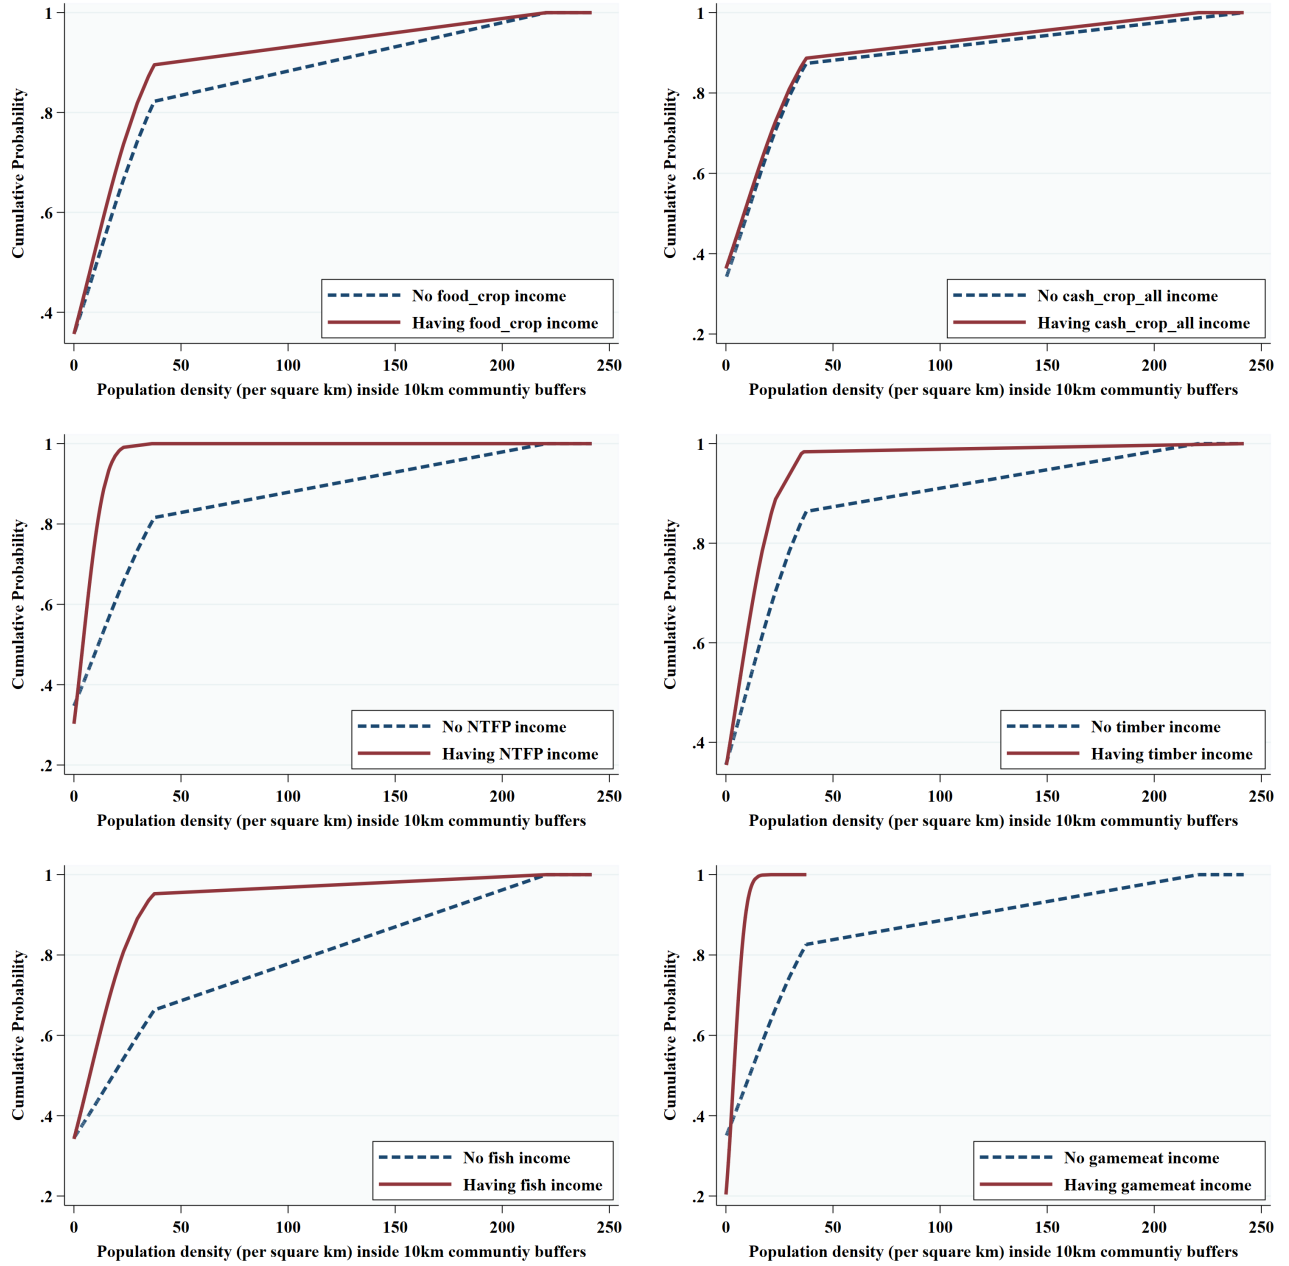 Cumulative Probability
1
.8
.6
.4
0 50 100 150 200 250
Population density (per square km) inside 10km communtiy buffers
No food_crop income
Having food_crop income
Cumulative Probability
1
.8
.6
.4
.2
0 50 100 150 200 250
Population density (per square km) inside 10km communtiy buffers
No cash_crop_all income
Having cash_crop_all income
Cumulative Probability
1
.8
.6
.4
.2
0 50 100 150 200 250
Population density (per square km) inside 10km communtiy buffers
No NTFP income
Having NTFP income
Cumulative Probability
1
.8
.6
.4
0 50 100 150 200 250
Population density (per square km) inside 10km communtiy buffers
No timber income
Having timber income
Cumulative Probability
1
.8
.6
.4
.2
0 50 100 150 200 250
Population density (per square km) inside 10km communtiy buffers
No fish income
Having fish income
Cumulative Probability
1
.8
.6
.4
.2
0 50 100 150 200 250
Population density (per square km) inside 10km communtiy buffers
No gamemeat income
Having gamemeat income